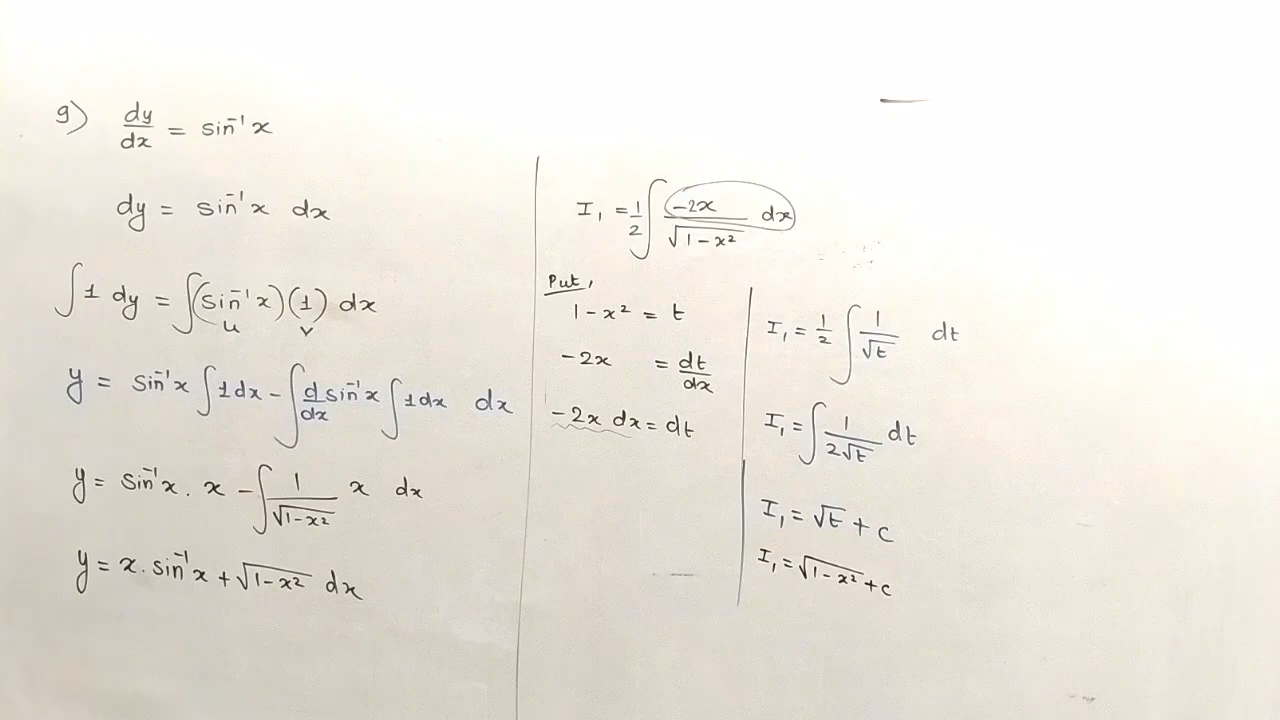 9) dy/dx = sin⁻¹x
dy = sin⁻¹x dx
∫1 dy = ∫(sin⁻¹x)(1) dx
u v
y = sin⁻¹x ∫1dx - ∫ d/dx sin⁻¹x ∫1dx dx
y = sin⁻¹x . x - ∫ 1/√(1-x²) x dx
y = x. sin⁻¹x + √(1-x²) dx
I₁ = 1/2 ∫ -2x/√(1-x²) dx
Put,
1-x² = t
-2x = dt/dx
-2x dx = dt
I₁ = 1/2 ∫ 1/√t dt
I₁ = ∫ 1/(2√t) dt
I₁ = √t + c
I₁ = √(1-x²) + c